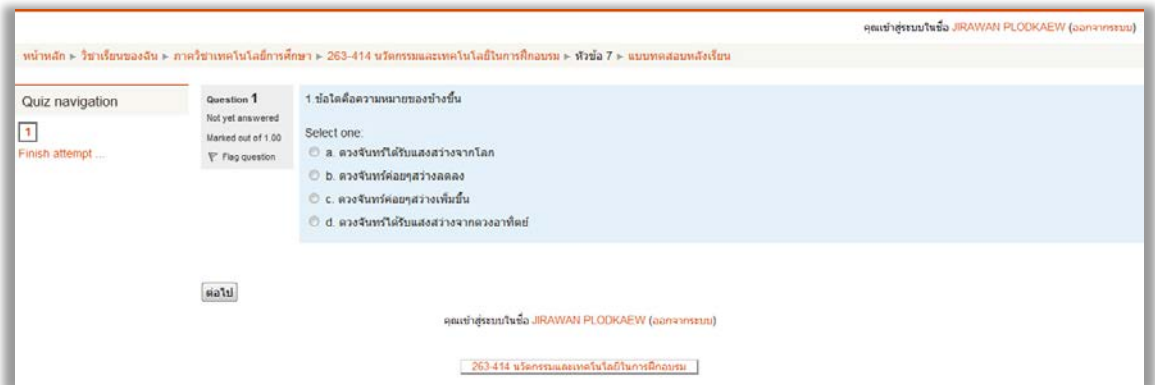 คุณเข้าสู่ระบบในชื่อ JIRAWAN PLODKAEW (ออกจากระบบ)
หน้าหลัก ► วิชาเรียนของฉัน ► ภาควิชาเทคโนโลยีการศึกษา ► 263-414 นวัตกรรมและเทคโนโลยีในการฝึกอบรม ► หัวข้อ 7 ► แบบทดสอบหลังเรียน
Quiz navigation
1
Finish attempt ...
Question 1
Not yet answered
Marked out of 1.00
Flag question
1.ข้อใดคือความหมายของข้างขึ้น
Select one:
a. ดวงจันทร์ได้รับแสงสว่างจากโลก
b. ดวงจันทร์ค่อยๆสว่างลดลง
c. ดวงจันทร์ค่อยๆสว่างเพิ่มขึ้น
d. ดวงจันทร์ได้รับแสงสว่างจากดวงอาทิตย์
ต่อไป
คุณเข้าสู่ระบบในชื่อ JIRAWAN PLODKAEW (ออกจากระบบ)
263-414 นวัตกรรมและเทคโนโลยีในการฝึกอบรม